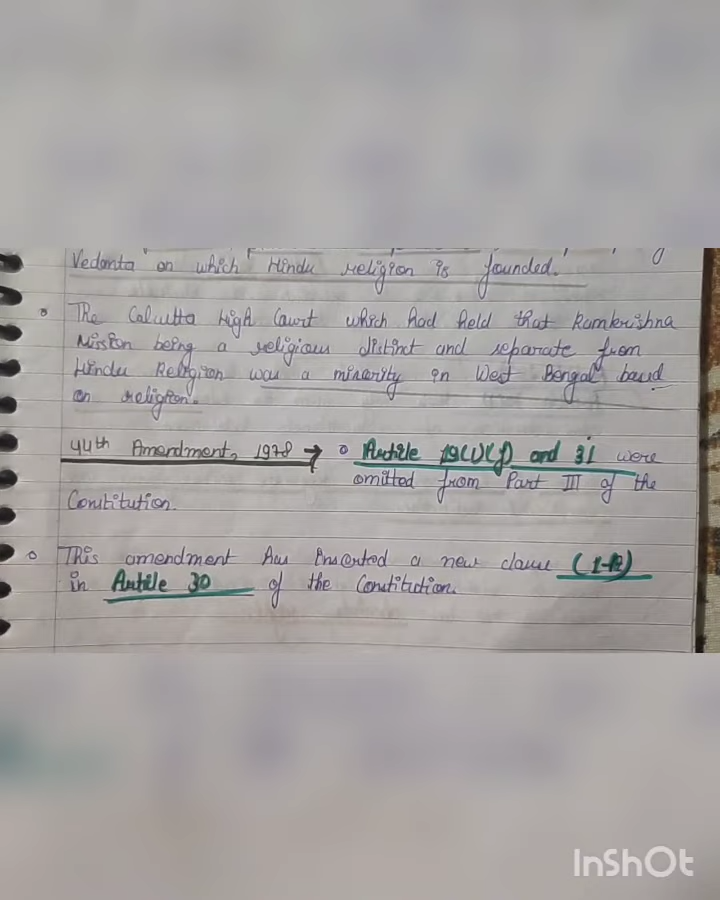 Vedanta on which Hindu religion is founded.
The Calcutta High Court which had held that Ramkrishna
Mission being a religious distinct and separate from
Hindu Religion was a minority in West Bengal based
on religion.
44th Amendment, 1978 → Article 19(1)(f) and 31 were
omitted from Part III of the
Constitution.
This amendment has inserted a new clause (1-A)
in Article 30 of the Constitution.
InShOt